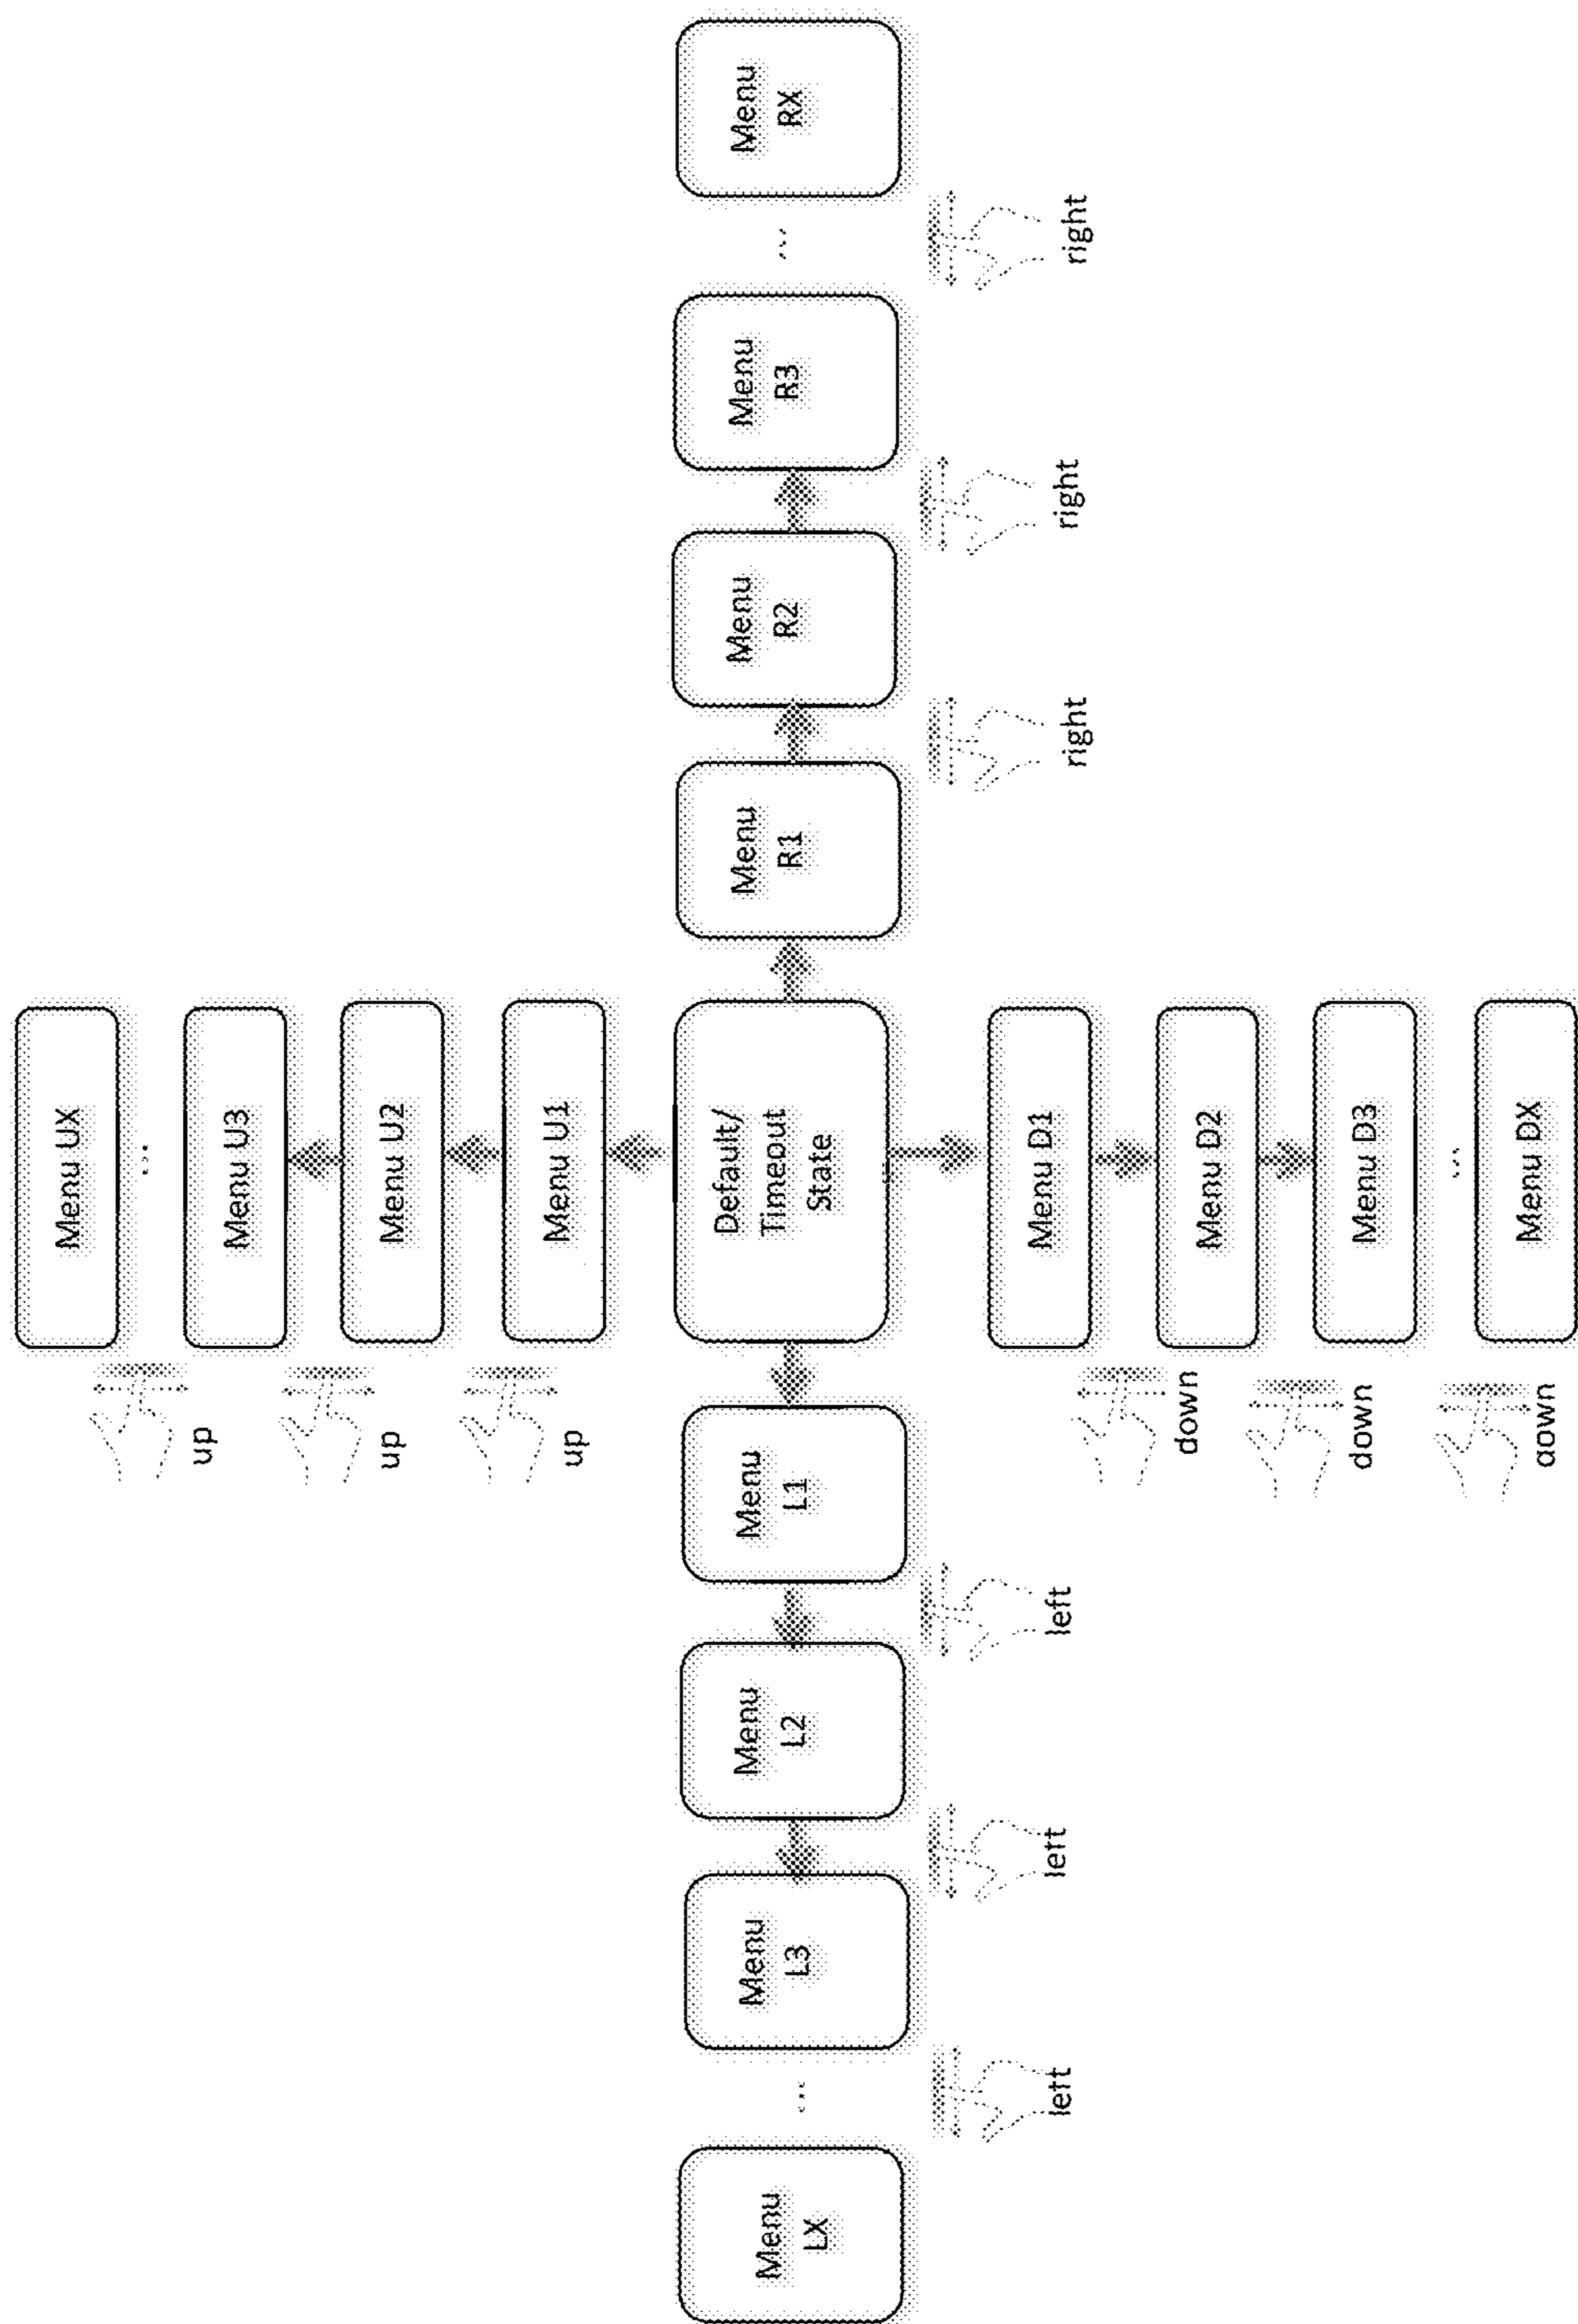 Menu UX
...
up
Menu U3
up
Menu U2
up
Menu U1
Menu
LX
...
Menu
L3
Menu
L2
Menu
L1
Default/
Timeout
State
Menu
R1
Menu
R2
Menu
R3
...
Menu
RX
left
left
left
right
right
right
Menu D1
down
Menu D2
down
Menu D3
...
down
Menu DX